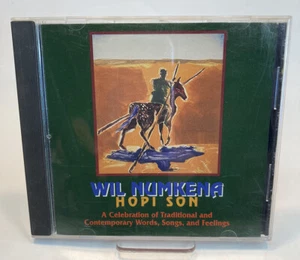 WIL NUMKENA
HOPI SON
A Celebration of Traditional and
Contemporary Words, Songs, and Feelings